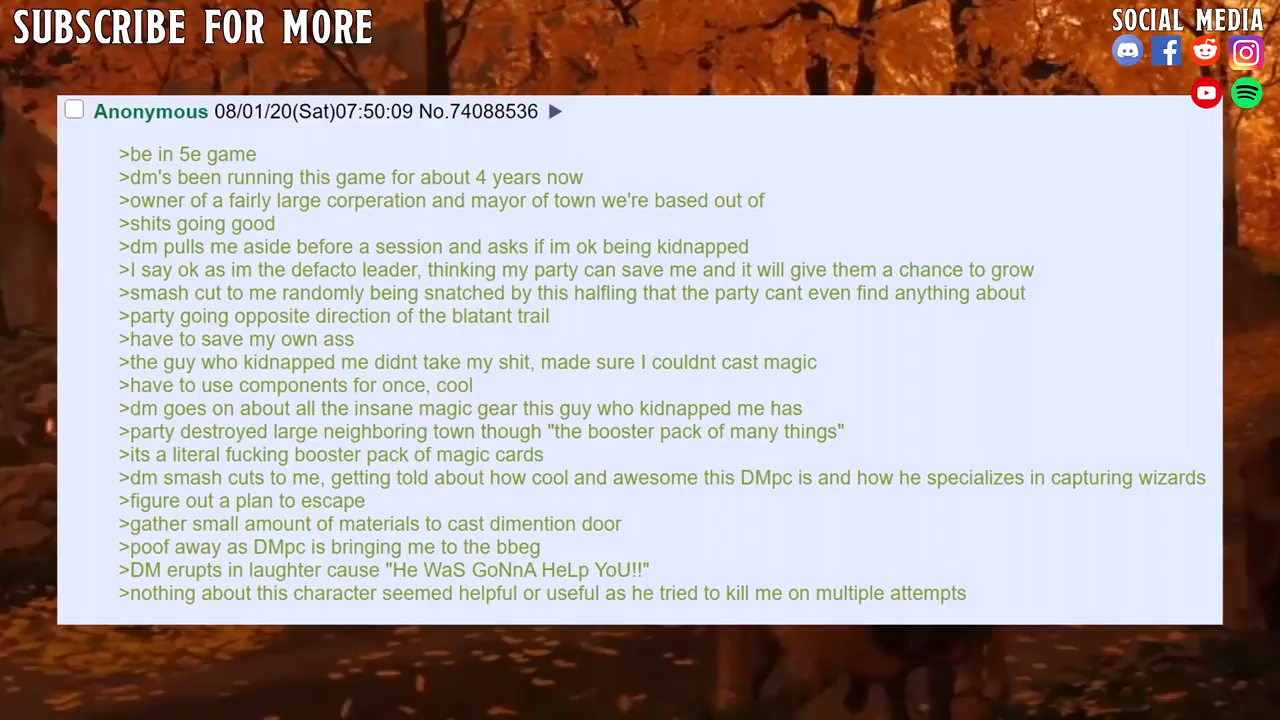 SUBSCRIBE FOR MORE
SOCIAL MEDIA
Anonymous 08/01/20(Sat)07:50:09 No.74088536 ▶
>be in 5e game
>dm's been running this game for about 4 years now
>owner of a fairly large corperation and mayor of town we're based out of
>shits going good
>dm pulls me aside before a session and asks if im ok being kidnapped
>I say ok as im the defacto leader, thinking my party can save me and it will give them a chance to grow
>smash cut to me randomly being snatched by this halfling that the party cant even find anything about
>party going opposite direction of the blatant trail
>have to save my own ass
>the guy who kidnapped me didnt take my shit, made sure I couldnt cast magic
>have to use components for once, cool
>dm goes on about all the insane magic gear this guy who kidnapped me has
>party destroyed large neighboring town though "the booster pack of many things"
>its a literal fucking booster pack of magic cards
>dm smash cuts to me, getting told about how cool and awesome this DMpc is and how he specializes in capturing wizards
>figure out a plan to escape
>gather small amount of materials to cast dimention door
>poof away as DMpc is bringing me to the bbeg
>DM erupts in laughter cause "He WaS GoNnA HeLp YoU!!"
>nothing about this character seemed helpful or useful as he tried to kill me on multiple attempts